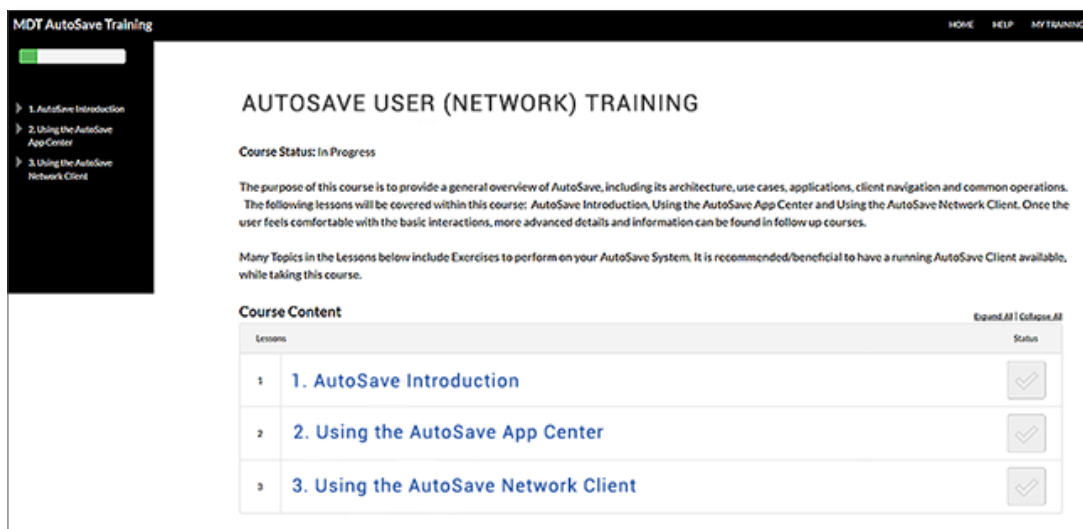 MDT AutoSave Training
HOME HELP MY TRAINING
1. AutoSave Introduction
2. Using the AutoSave
App Center
3. Using the AutoSave
Network Client
AUTOSAVE USER (NETWORK) TRAINING
Course Status: In Progress
The purpose of this course is to provide a general overview of AutoSave, including its architecture, use cases, applications, client navigation and common operations.
The following lessons will be covered within this course: AutoSave Introduction, Using the AutoSave App Center and Using the AutoSave Network Client. Once the
user feels comfortable with the basic interactions, more advanced details and information can be found in follow up courses.
Many Topics in the Lessons below include Exercises to perform on your AutoSave System. It is recommended/beneficial to have a running AutoSave Client available,
while taking this course.
Course Content
Expand All | Collapse All
Lessons Status
1 1. AutoSave Introduction
2 2. Using the AutoSave App Center
3 3. Using the AutoSave Network Client